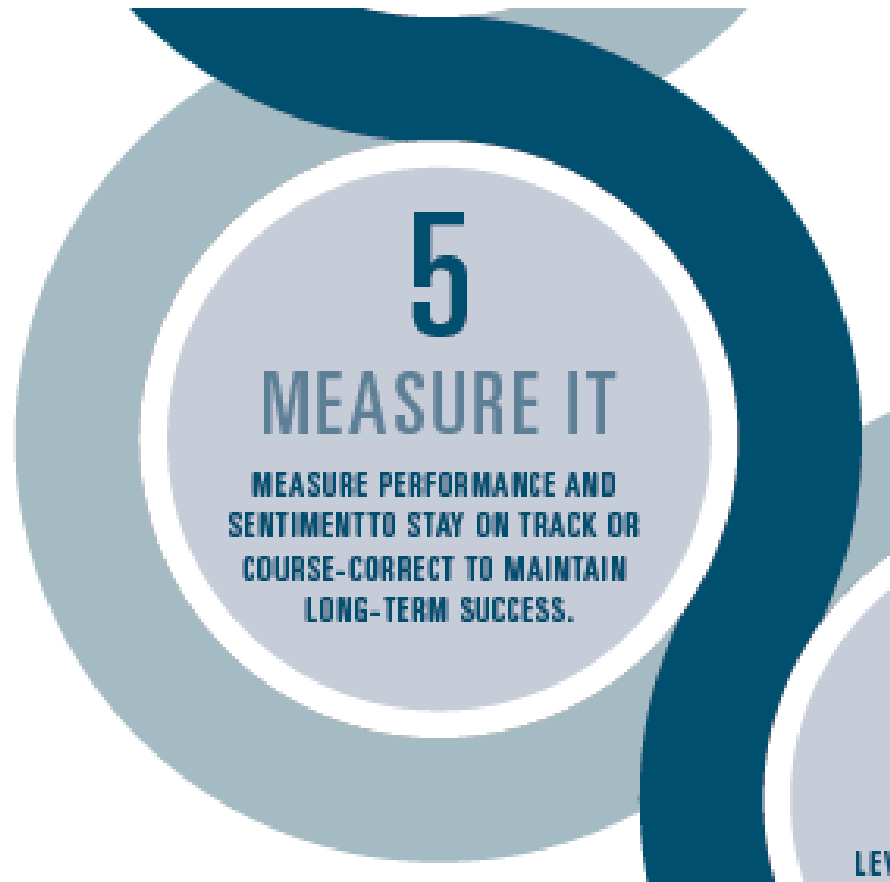 5
MEASURE IT
MEASURE PERFORMANCE AND
SENTIMENTTO STAY ON TRACK OR
COURSE-CORRECT TO MAINTAIN
LONG-TERM SUCCESS.